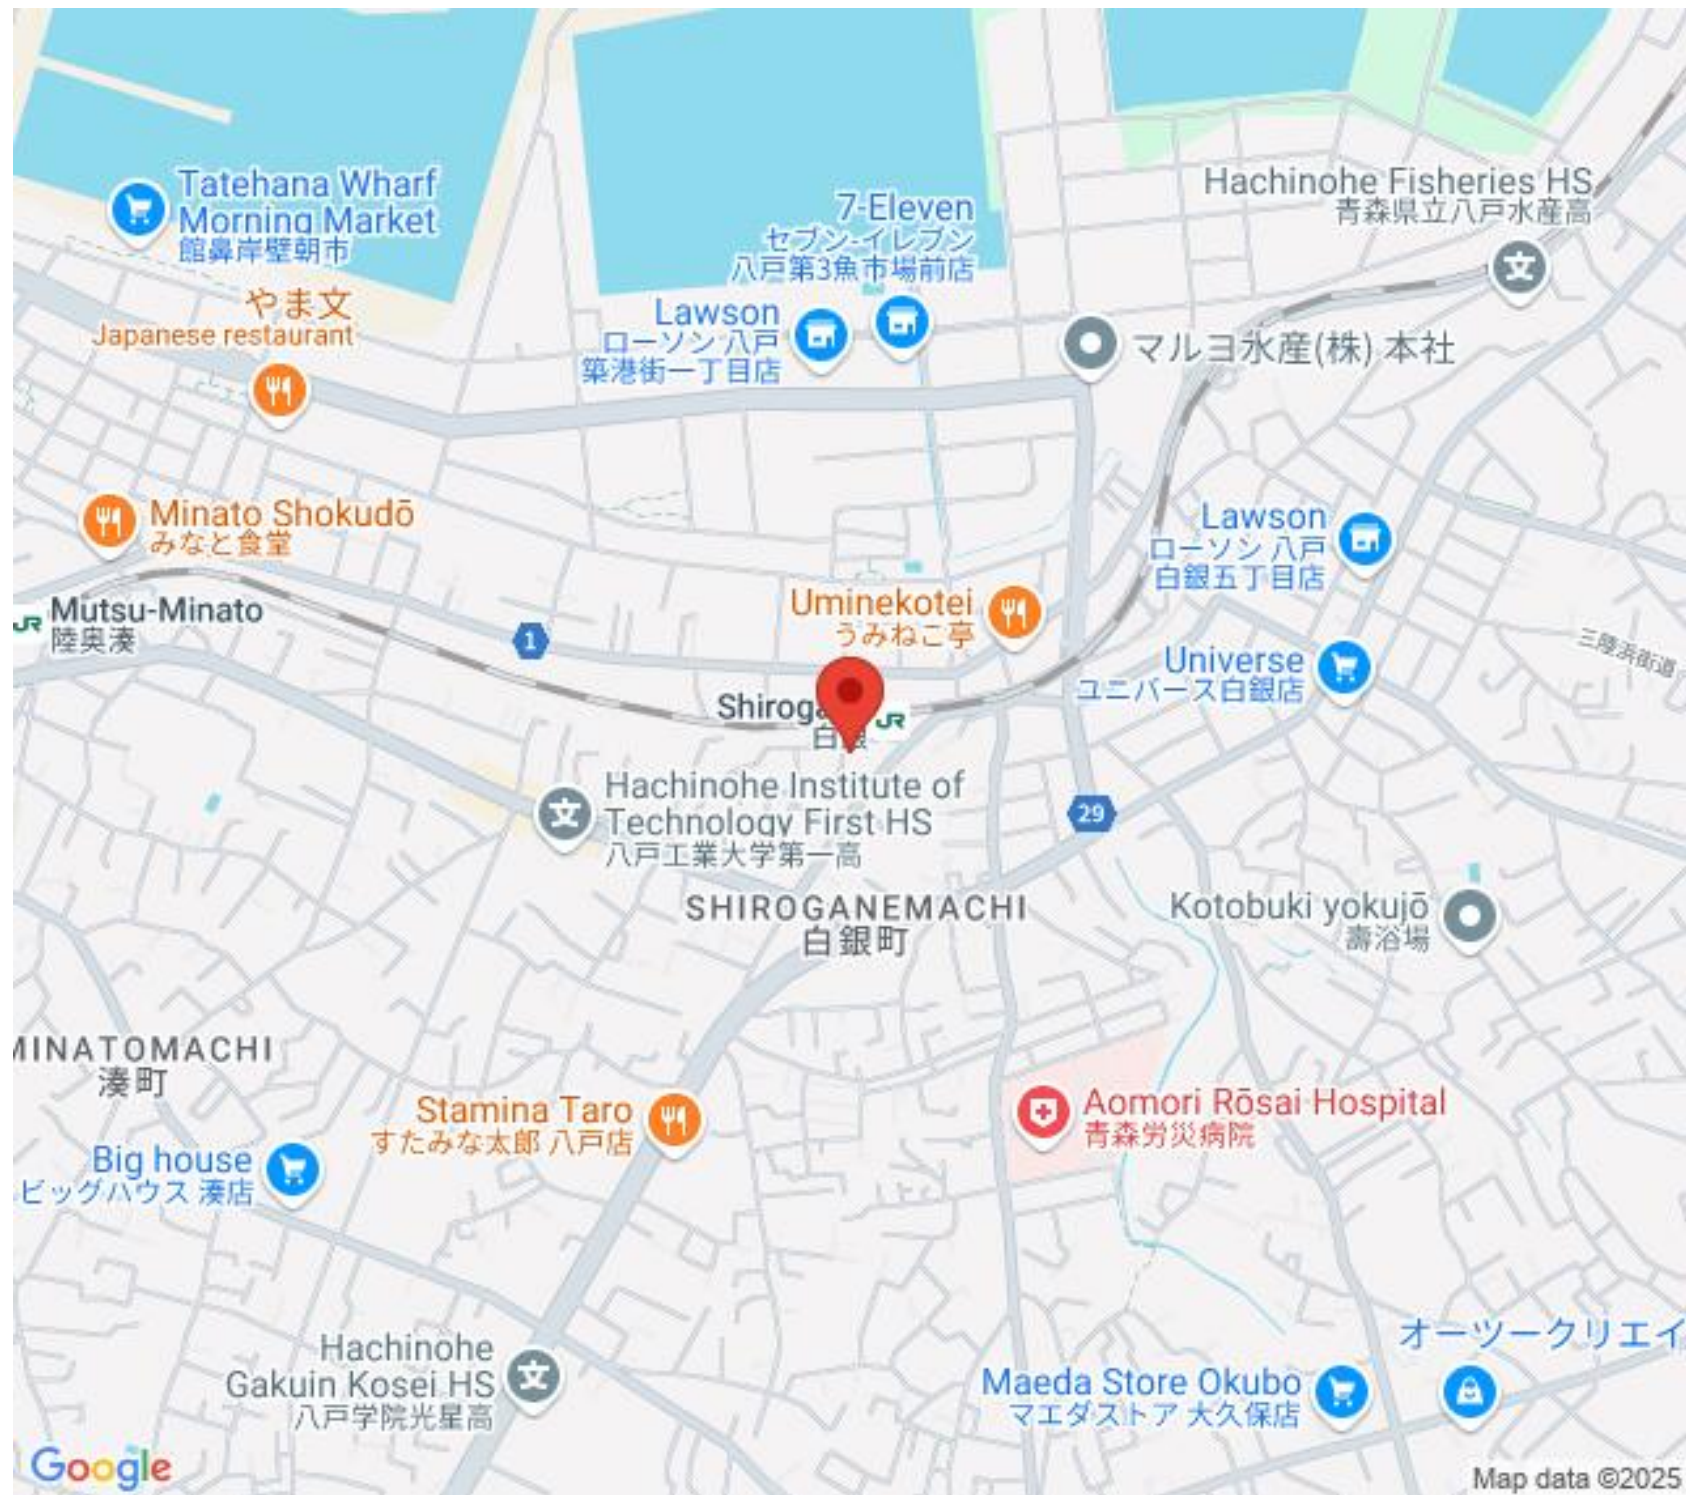 Tatehana Wharf
Morning Market
館鼻岸壁朝市
やま文
Japanese restaurant
7-Eleven
セブン-イレブン
八戸第3魚市場前店
Lawson
ローソン 八戸
築港街一丁目店
Hachinohe Fisheries HS
青森県立八戸水産高
マルヨ水産(株) 本社
Minato Shokudō
みなと食堂
JR Mutsu-Minato
陸奥湊
1
Uminekotei
うみねこ亭
Lawson
ローソン 八戸
白銀五丁目店
三陸浜街道
Universe
ユニバース白銀店
JR
Hachinohe Institute of
Technology First HS
八戸工業大学第一高
29
SHIROGANEMACHI
白銀町
Kotobuki yokujō
壽浴場
MINATOMACHI
湊町
Stamina Taro
すたみな太郎 八戸店
Aomori Rōsai Hospital
青森労災病院
Big house
ビッグハウス 湊店
Hachinohe
Gakuin Kosei HS
八戸学院光星高
オーツークリエイ
Maeda Store Okubo
マエダストア 大久保店
Google
Map data ©2025